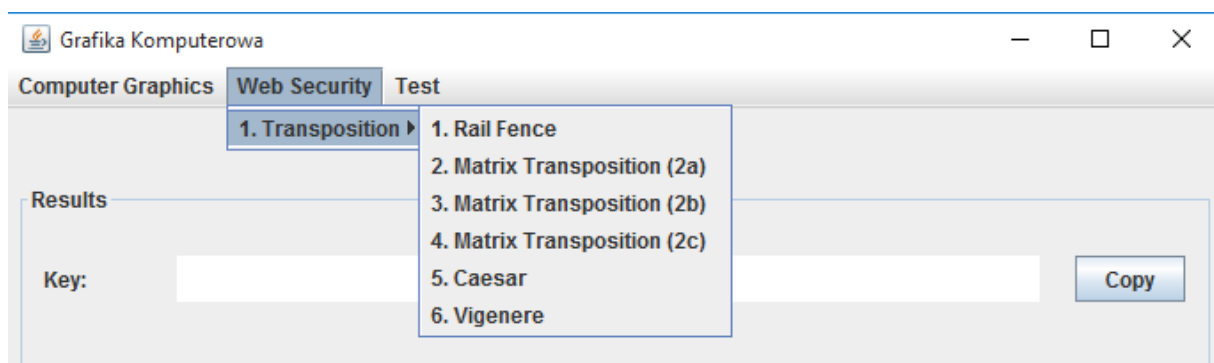 Grafika Komputerowa
Computer Graphics Web Security Test
1. Transposition
1. Rail Fence
2. Matrix Transposition (2a)
3. Matrix Transposition (2b)
4. Matrix Transposition (2c)
5. Caesar
6. Vigenere
Results
Key:
Copy